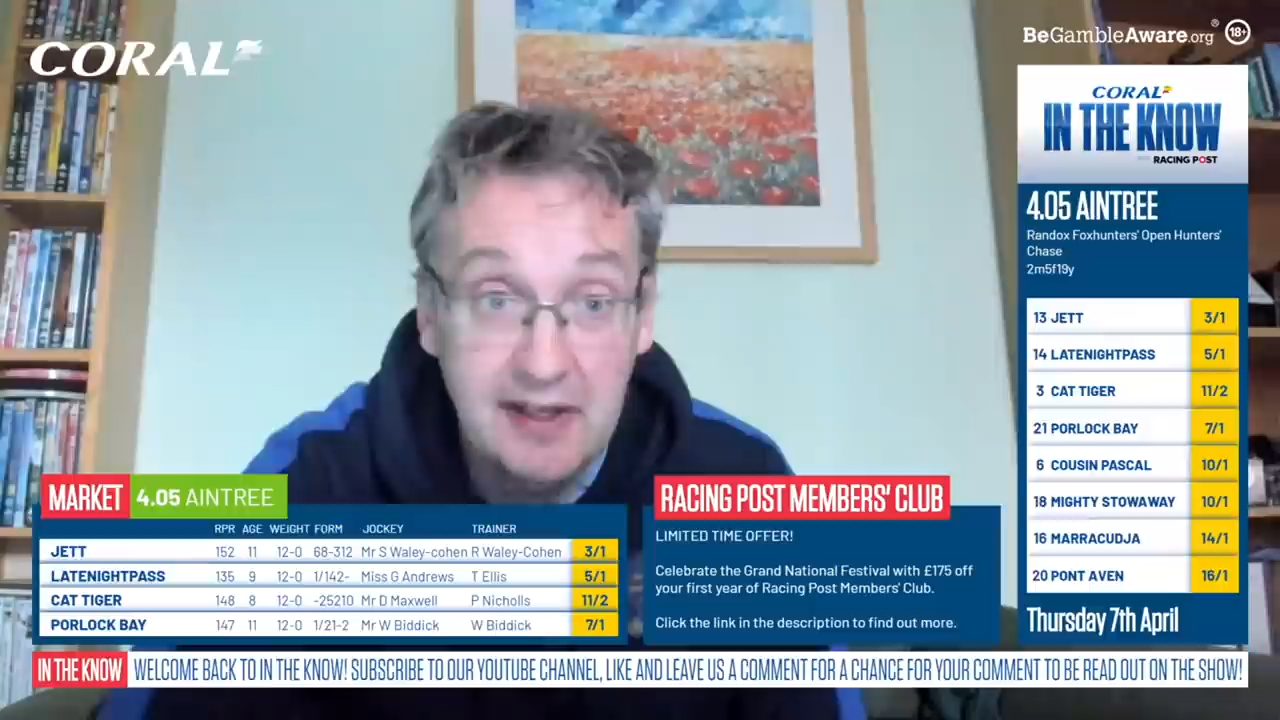 CORAL
BeGambleAware.org® 18+
CORAL
IN THE KNOW
RACING POST
4.05 AINTREE
Randox Foxhunters' Open Hunters'
Chase
2m5f19y
13 JETT 3/1
14 LATENIGHTPASS 5/1
3 CAT TIGER 11/2
21 PORLOCK BAY 7/1
6 COUSIN PASCAL 10/1
18 MIGHTY STOWAWAY 10/1
16 MARRACUDJA 14/1
20 PONT AVEN 16/1
Thursday 7th April
MARKET 4.05 AINTREE
RPR AGE WEIGHT FORM JOCKEY TRAINER
JETT 152 11 12-0 68-312 Mr S Waley-cohen R Waley-Cohen 3/1
LATENIGHTPASS 135 9 12-0 1/142- Miss G Andrews T Ellis 5/1
CAT TIGER 148 8 12-0 -25210 Mr D Maxwell P Nicholls 11/2
PORLOCK BAY 147 11 12-0 1/21-2 Mr W Biddick W Biddick 7/1
RACING POST MEMBERS' CLUB
LIMITED TIME OFFER!
Celebrate the Grand National Festival with £175 off
your first year of Racing Post Members' Club.
Click the link in the description to find out more.
IN THE KNOW WELCOME BACK TO IN THE KNOW! SUBSCRIBE TO OUR YOUTUBE CHANNEL, LIKE AND LEAVE US A COMMENT FOR A CHANCE FOR YOUR COMMENT TO BE READ OUT ON THE SHOW!